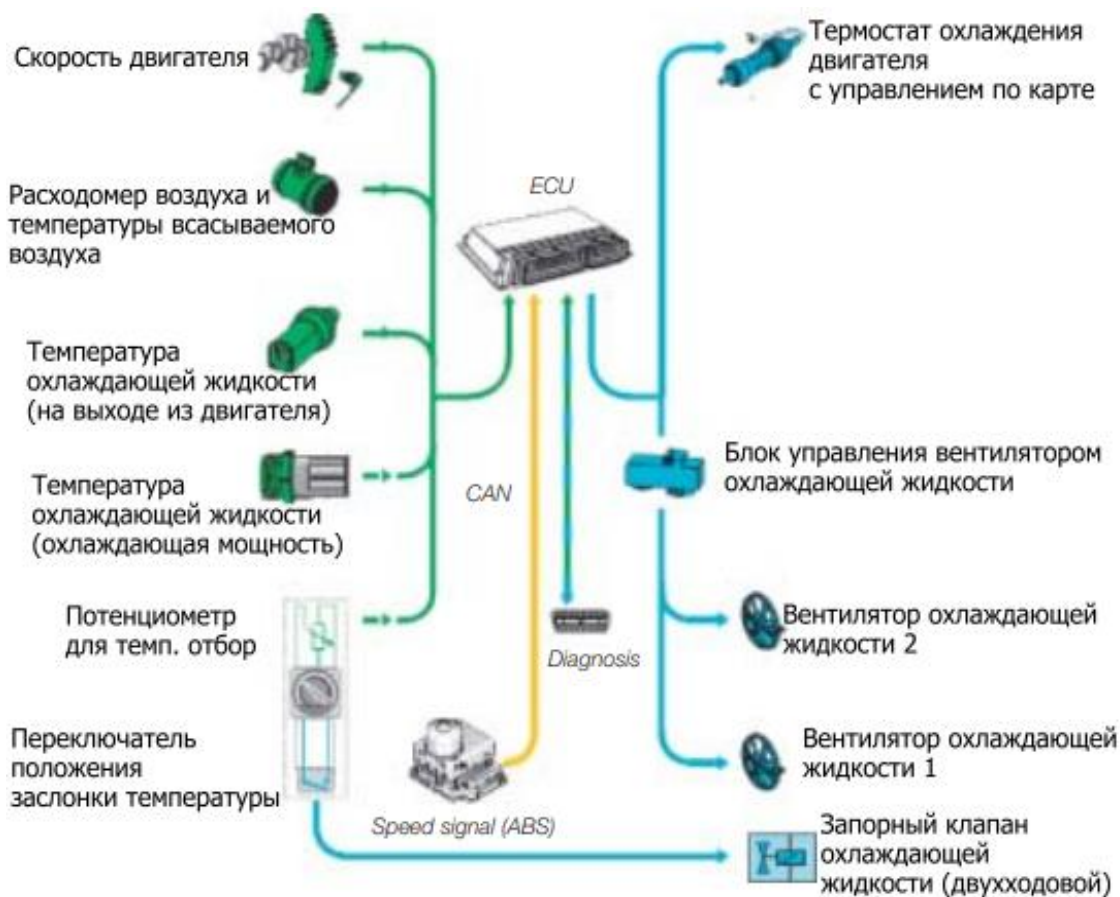 Скорость двигателя
Расходомер воздуха и
температуры всасываемого
воздуха
Температура
охлаждающей жидкости
(на выходе из двигателя)
Температура
охлаждающей жидкости
(охлаждающая мощность)
Потенциометр
для темп. отбор
Переключатель
положения
заслонки температуры
ECU
CAN
Diagnosis
Speed signal (ABS)
Термостат охлаждения
двигателя
с управлением по карте
Блок управления вентилятором
охлаждающей жидкости
Вентилятор охлаждающей
жидкости 2
Вентилятор охлаждающей
жидкости 1
Запорный клапан
охлаждающей
жидкости (двухходовой)